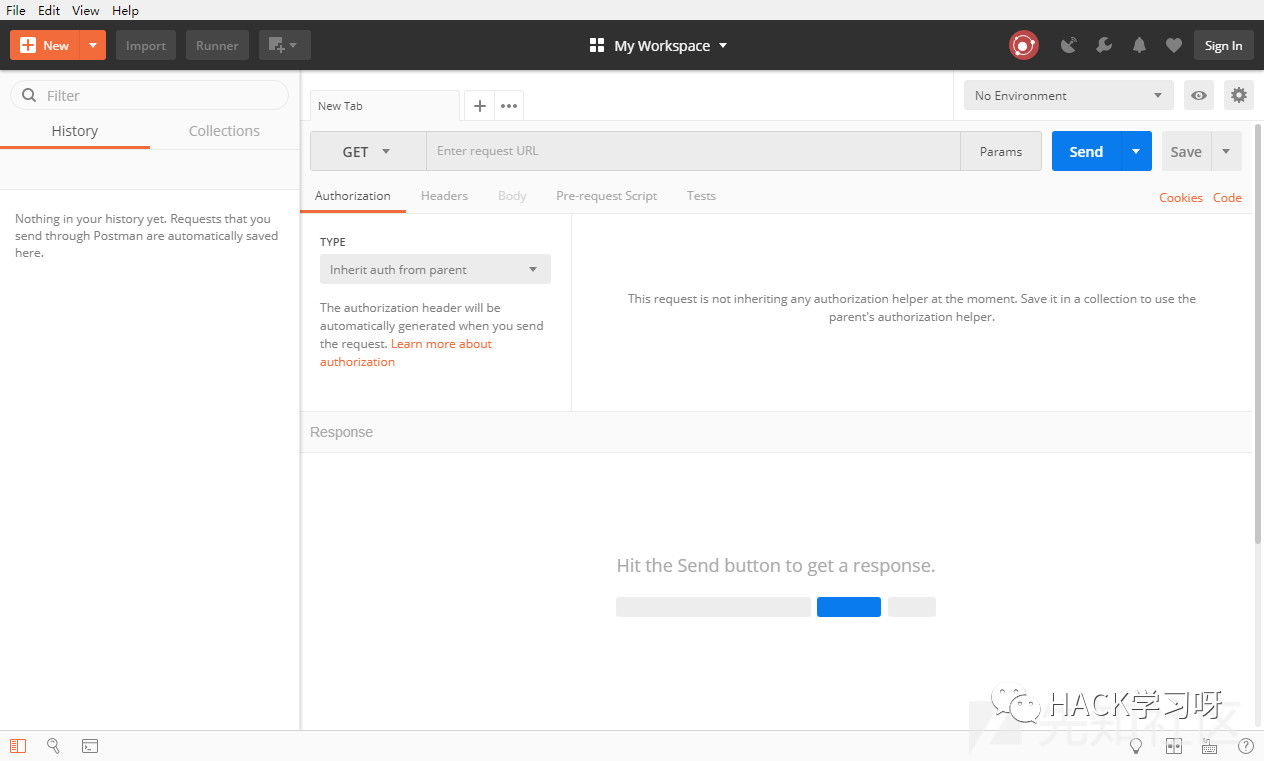 File Edit View Help
New Import Runner My Workspace Sign In
Filter
History Collections
Nothing in your history yet. Requests that you
send through Postman are automatically saved
here.
New Tab
No Environment
GET Enter request URL Params Send Save
Authorization Headers Body Pre-request Script Tests Cookies Code
TYPE
Inherit auth from parent
The authorization header will be
automatically generated when you send
the request. Learn more about
authorization
This request is not inheriting any authorization helper at the moment. Save it in a collection to use the
parent's authorization helper.
Response
Hit the Send button to get a response.
HACK学习呀
先知社区